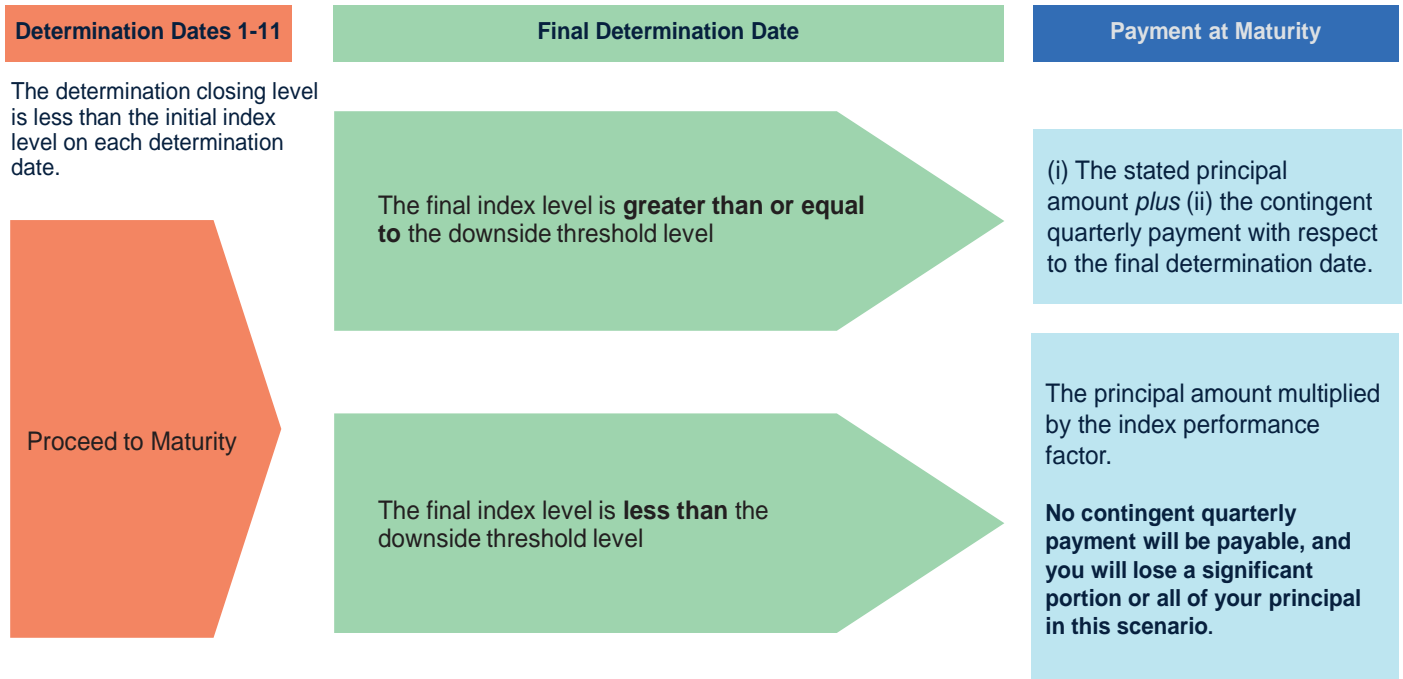 Determination Dates 1-11
Final Determination Date
Payment at Maturity
The determination closing level
is less than the initial index
level on each determination
date.
Proceed to Maturity
The final index level is greater than or equal
to the downside threshold level
(i) The stated principal
amount plus (ii) the contingent
quarterly payment with respect
to the final determination date.
The final index level is less than the
downside threshold level
The principal amount multiplied
by the index performance
factor.
No contingent quarterly
payment will be payable, and
you will lose a significant
portion or all of your principal
in this scenario.